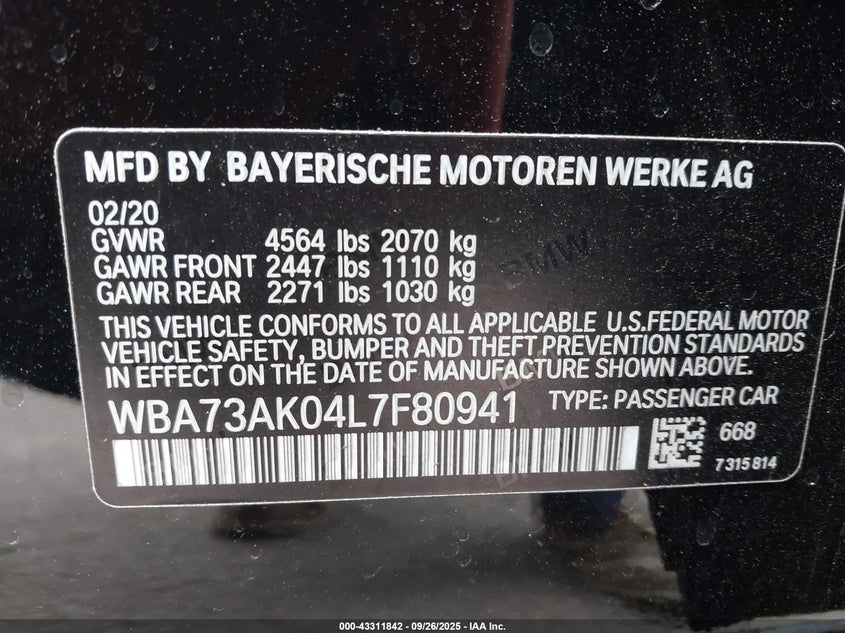 MFD BY BAYERISCHE MOTOREN WERKE AG
02/20
GVWR 4564 lbs 2070 kg
GAWR FRONT 2447 lbs 1110 kg
GAWR REAR 2271 lbs 1030 kg
BMW
THIS VEHICLE CONFORMS TO ALL APPLICABLE U.S.FEDERAL MOTOR
VEHICLE SAFETY, BUMPER AND THEFT PREVENTION STANDARDS
IN EFFECT ON THE DATE OF MANUFACTURE SHOWN ABOVE.
WBA73AK04L7F80941 TYPE: PASSENGER CAR
668
7315814
000-43311842 - 09/26/2025 - IAA Inc.